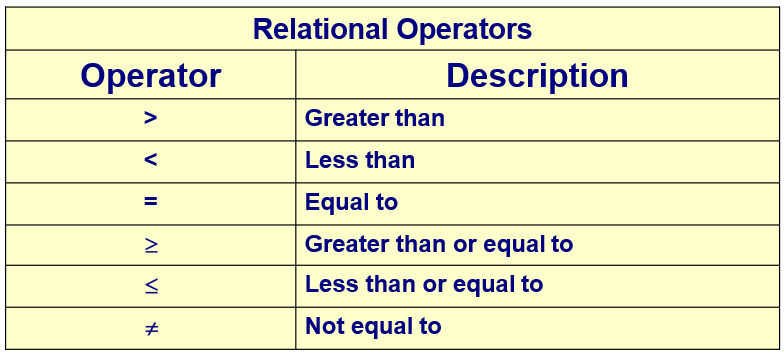 Relational Operators
Operator Description
> Greater than
< Less than
= Equal to
≥ Greater than or equal to
≤ Less than or equal to
≠ Not equal to